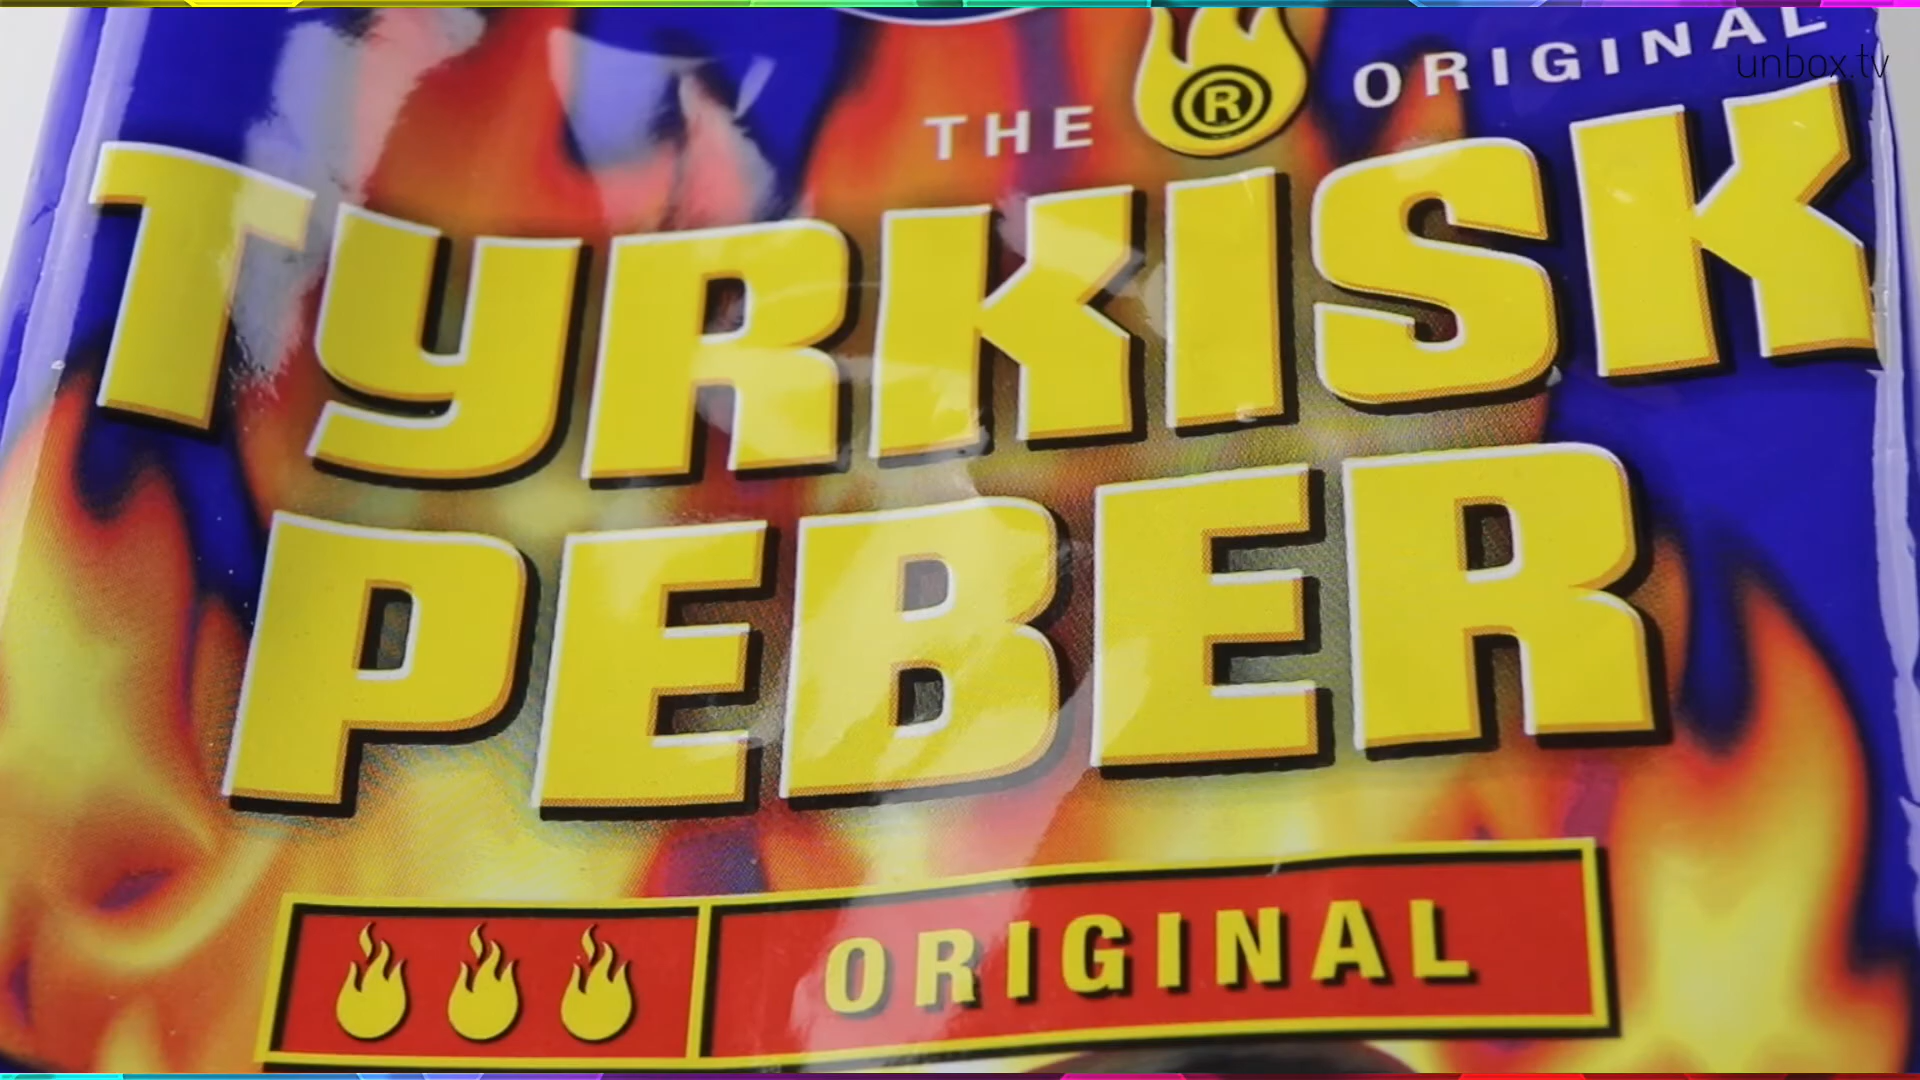 unbox.tv
THE ® ORIGINAL
TYRKISK
PEBER
ORIGINAL